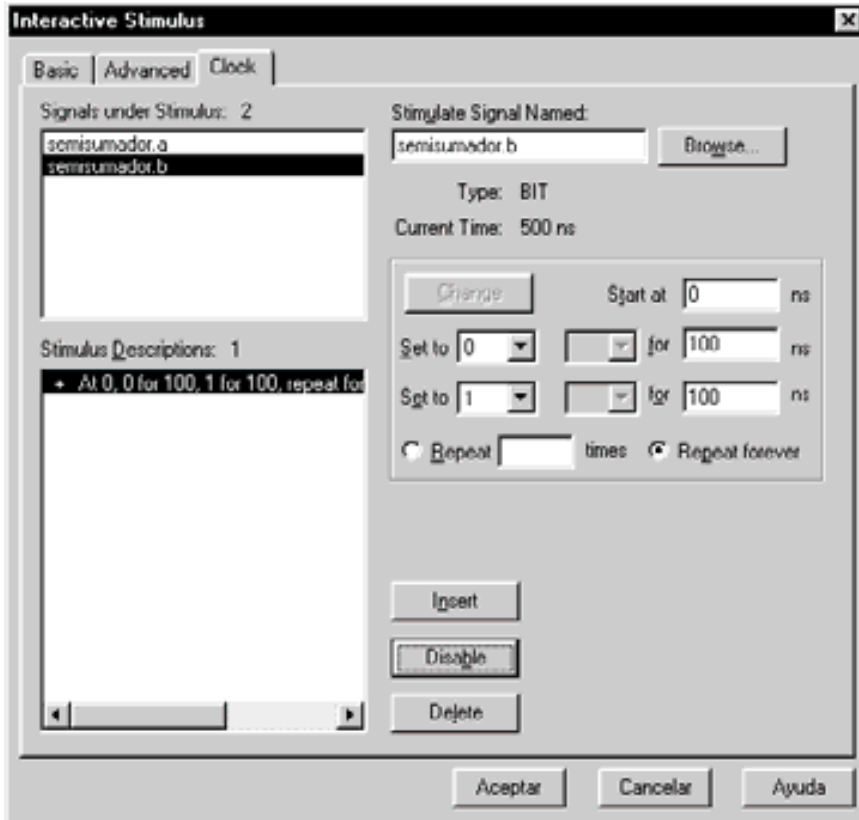 Interactive Stimulus
Basic Advanced Clock
Signals under Stimulus: 2
semisumador.a
semisumador.b
Stimulus Descriptions: 1
+ At 0, 0 for 100, 1 for 100, repeat for
Stimulate Signal Named:
semisumador.b Browse...
Type: BIT
Current Time: 500 ns
Change Start at 0 ns
Set to 0 for 100 ns
Set to 1 for 100 ns
Repeat times Repeat forever
Insert
Disable
Delete
Aceptar Cancelar Ayuda